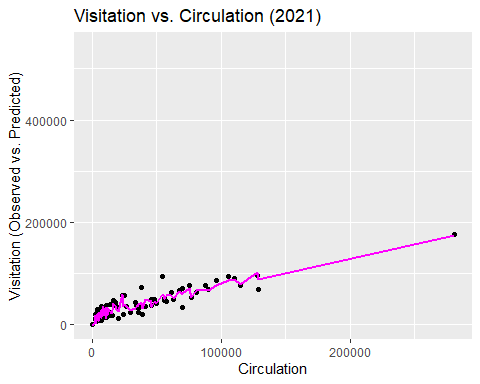 Visitation vs. Circulation (2021)
Visitation (Observed vs. Predicted)
400000
200000
0
0
100000
200000
Circulation